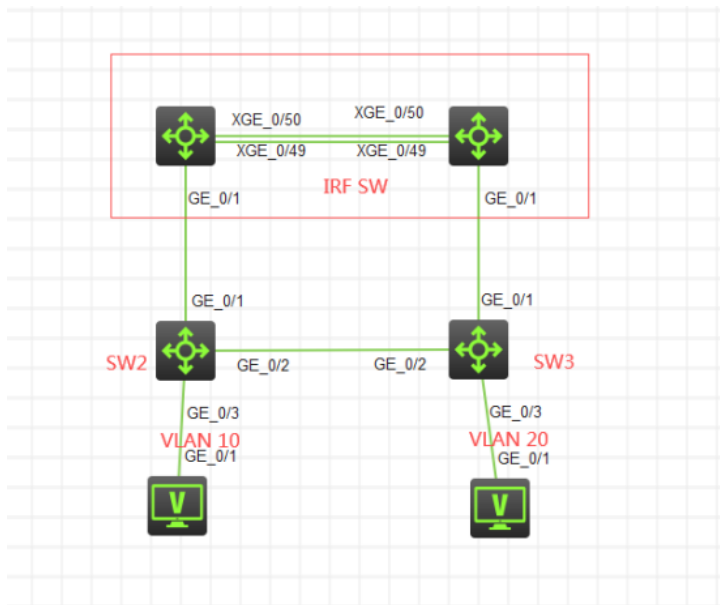 XGE_0/50
XGE_0/50
XGE_0/49
XGE_0/49
IRF SW
GE_0/1
GE_0/1
GE_0/1
GE_0/1
SW2
GE_0/2
GE_0/2
SW3
GE_0/3
GE_0/3
VLAN 10
VLAN 20
GE_0/1
GE_0/1
V
V